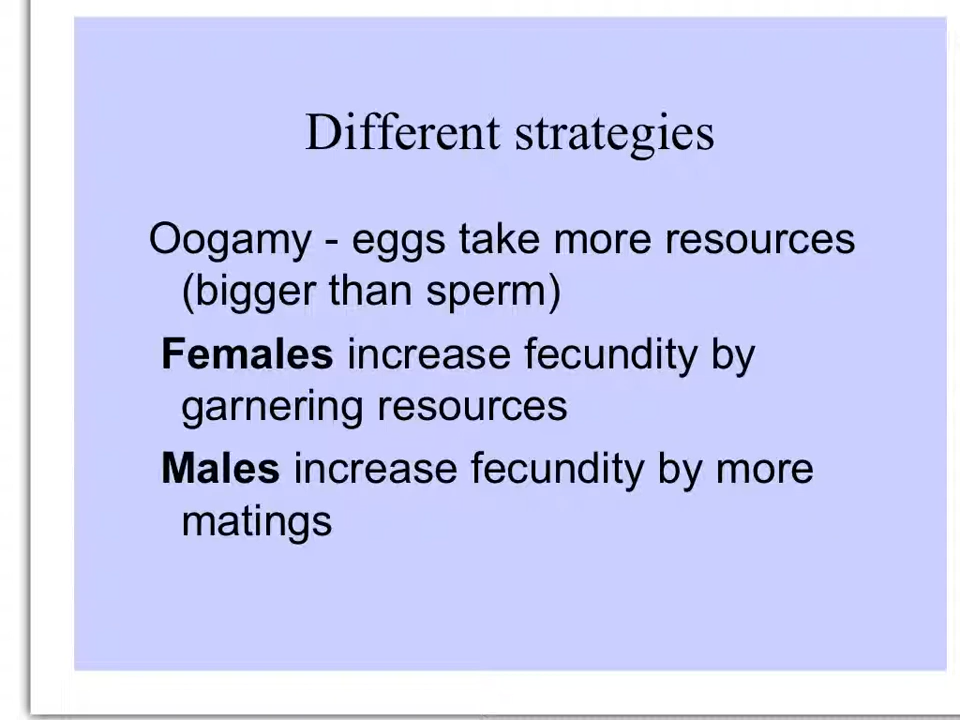 Different strategies
Oogamy - eggs take more resources
(bigger than sperm)
Females increase fecundity by
garnering resources
Males increase fecundity by more
matings